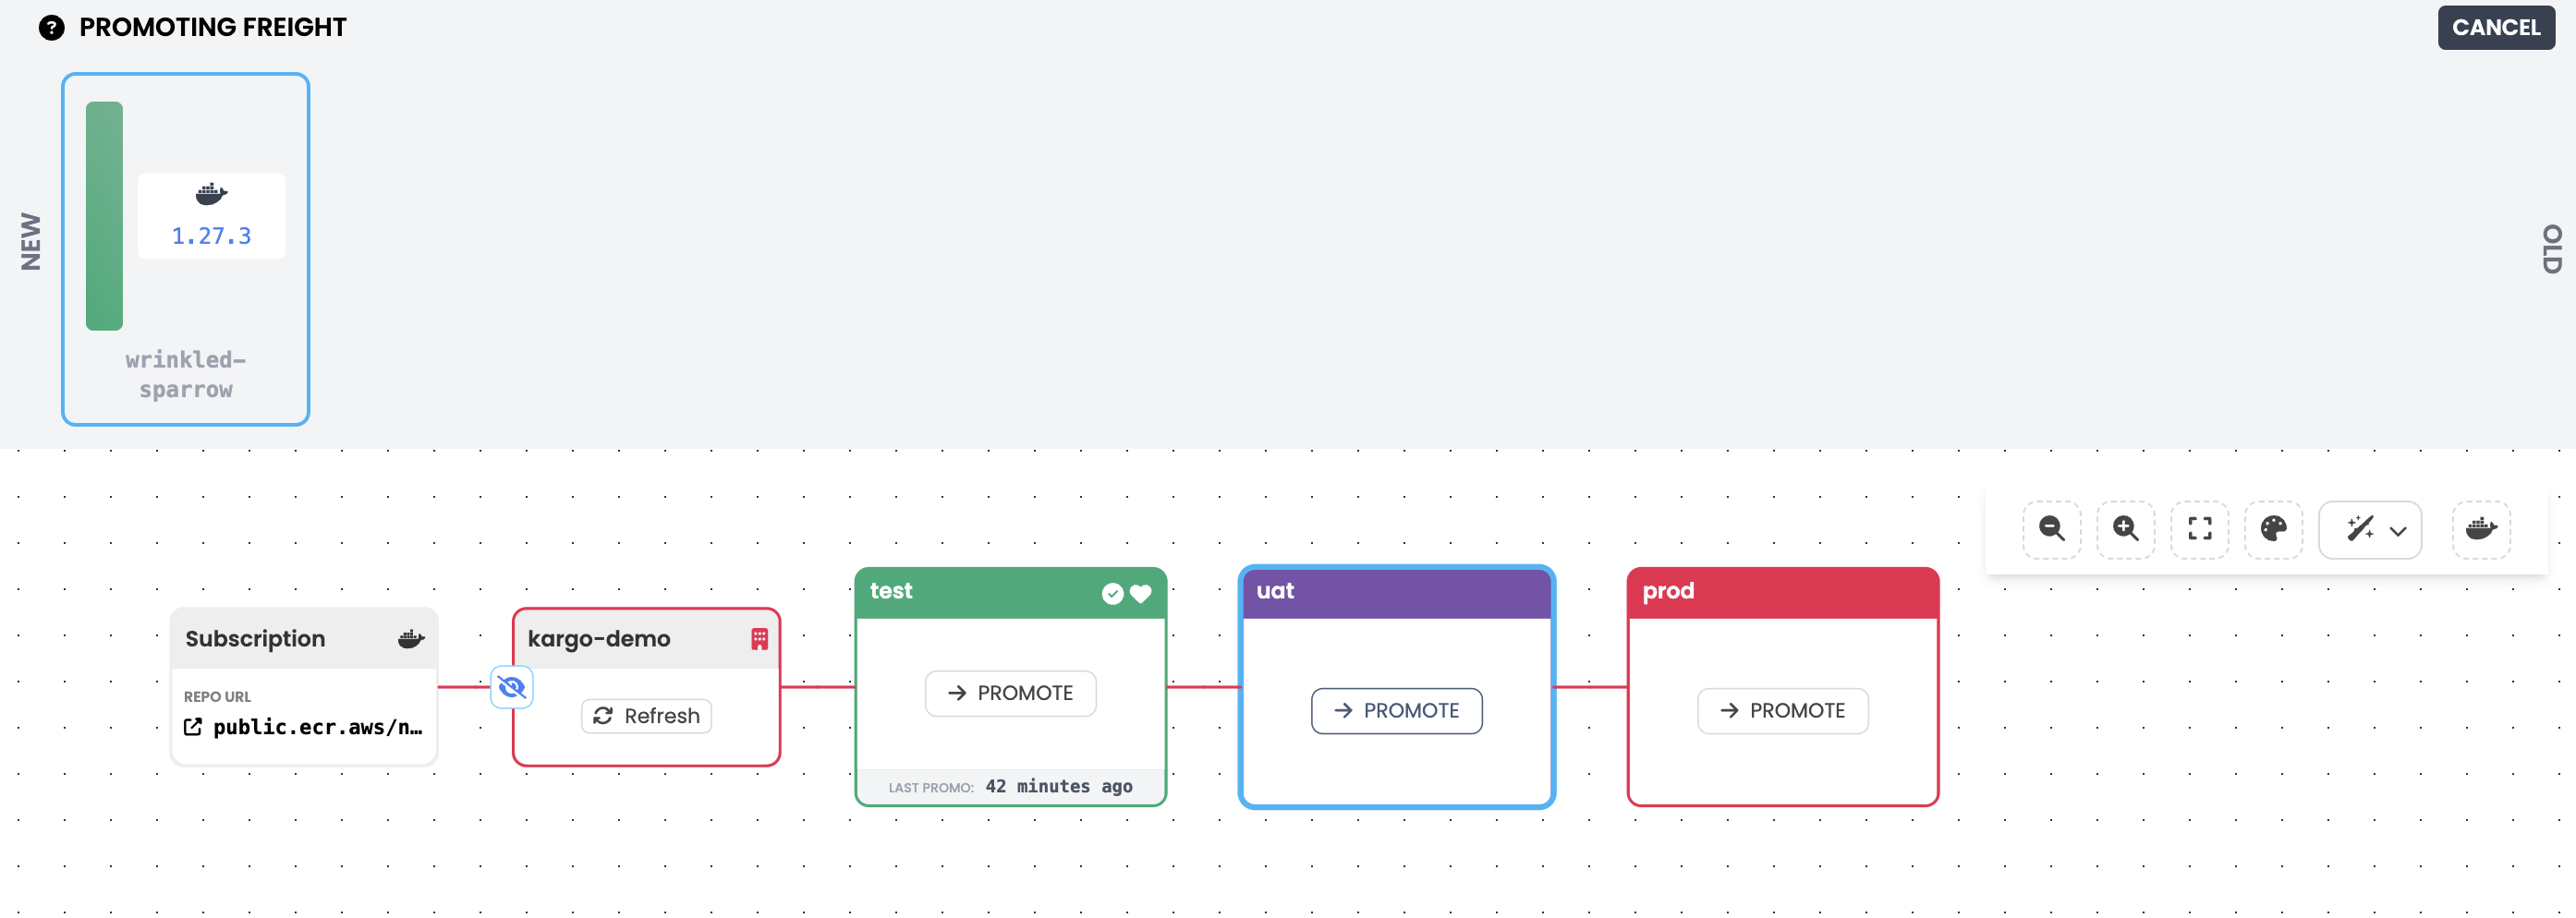 PROMOTING FREIGHT
CANCEL
NEW
1.27.3
wrinkled-
sparrow
OLD
Subscription
REPO URL
public.ecr.aws/n…
kargo-demo
Refresh
test
PROMOTE
LAST PROMO: 42 minutes ago
uat
PROMOTE
prod
PROMOTE